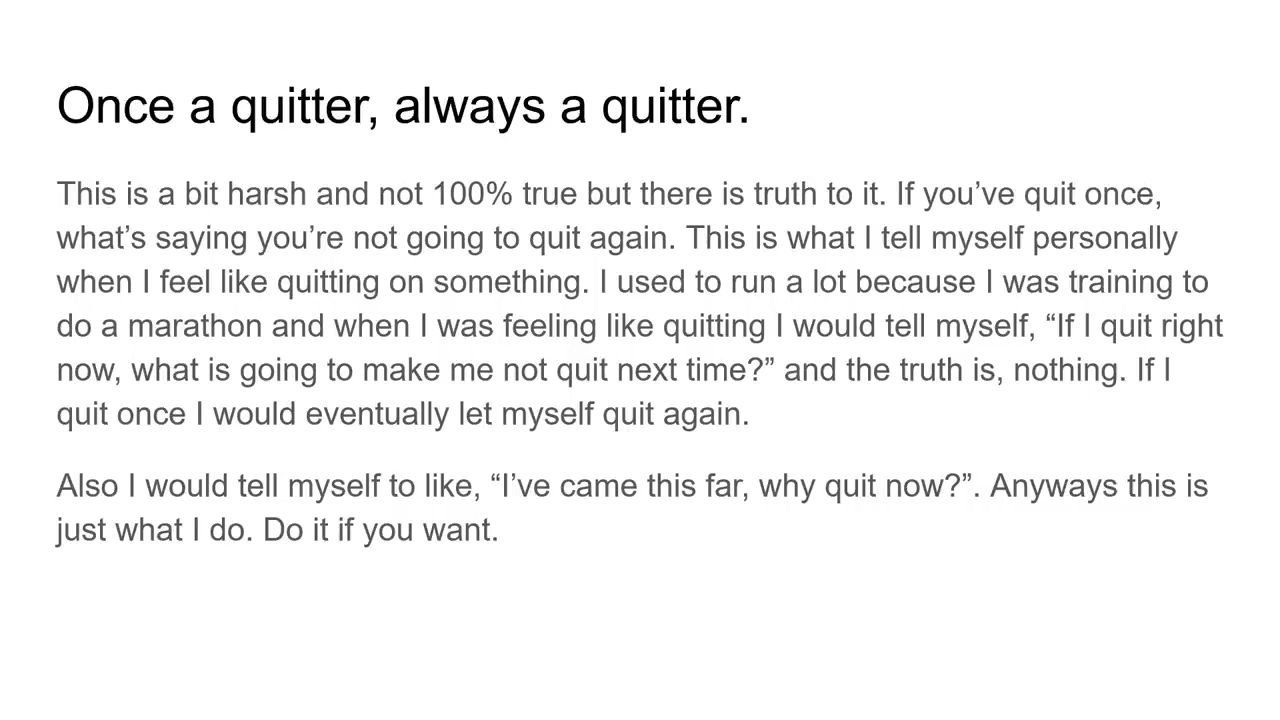 Once a quitter, always a quitter.
This is a bit harsh and not 100% true but there is truth to it. If you’ve quit once,
what’s saying you’re not going to quit again. This is what I tell myself personally
when I feel like quitting on something. I used to run a lot because I was training to
do a marathon and when I was feeling like quitting I would tell myself, “If I quit right
now, what is going to make me not quit next time?” and the truth is, nothing. If I
quit once I would eventually let myself quit again.
Also I would tell myself to like, “I’ve came this far, why quit now?”. Anyways this is
just what I do. Do it if you want.